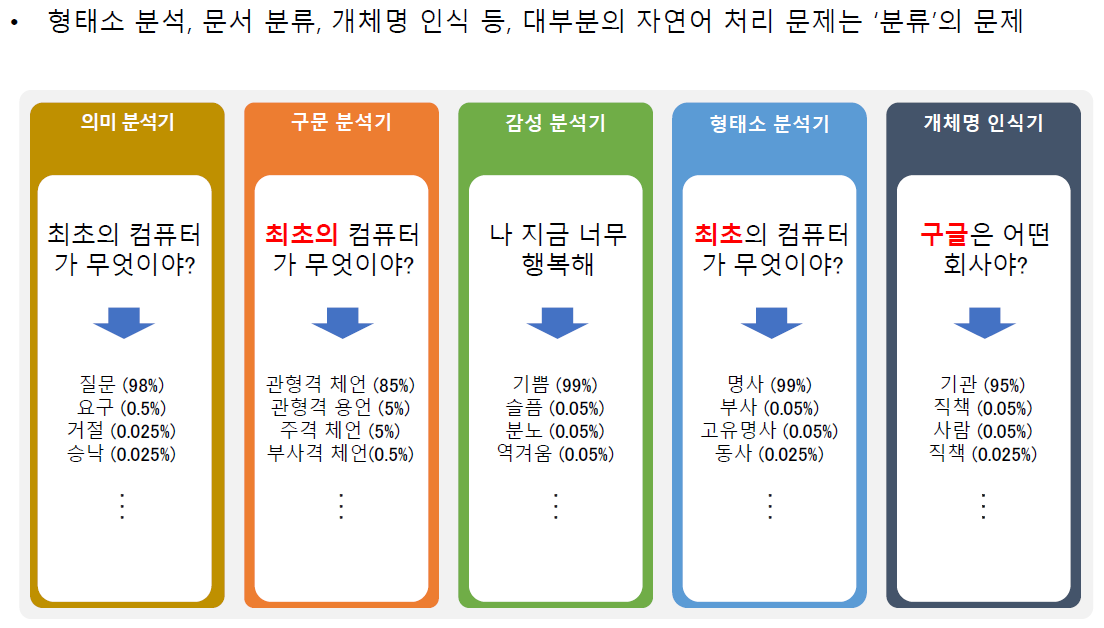 • 형태소 분석, 문서 분류, 개체명 인식 등, 대부분의 자연어 처리 문제는 ‘분류’의 문제
의미 분석기
최초의 컴퓨터
가 무엇이야?
질문 (98%)
요구 (0.5%)
거절 (0.025%)
승낙 (0.025%)
⋮
구문 분석기
최초의 컴퓨터
가 무엇이야?
관형격 체언 (85%)
관형격 용언 (5%)
주격 체언 (5%)
부사격 체언(0.5%)
⋮
감성 분석기
나 지금 너무
행복해
기쁨 (99%)
슬픔 (0.05%)
분노 (0.05%)
역겨움 (0.05%)
⋮
형태소 분석기
최초의 컴퓨터
가 무엇이야?
명사 (99%)
부사 (0.05%)
고유명사 (0.05%)
동사 (0.025%)
⋮
개체명 인식기
구글은 어떤
회사야?
기관 (95%)
직책 (0.05%)
사람 (0.05%)
직책 (0.025%)
⋮